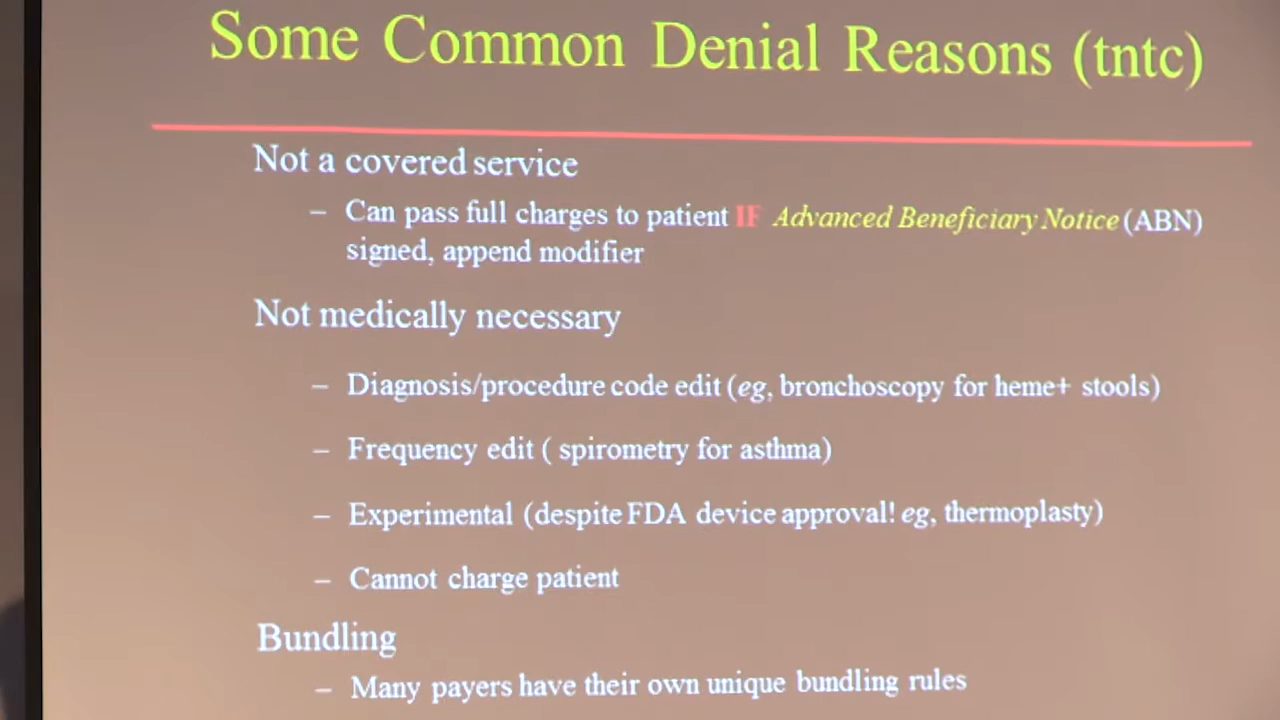 Some Common Denial Reasons (tntc)
Not a covered service
– Can pass full charges to patient IF Advanced Beneficiary Notice (ABN)
signed, append modifier
Not medically necessary
– Diagnosis/procedure code edit (eg, bronchoscopy for heme+ stools)
– Frequency edit ( spirometry for asthma)
– Experimental (despite FDA device approval! eg, thermoplasty)
– Cannot charge patient
Bundling
– Many payers have their own unique bundling rules